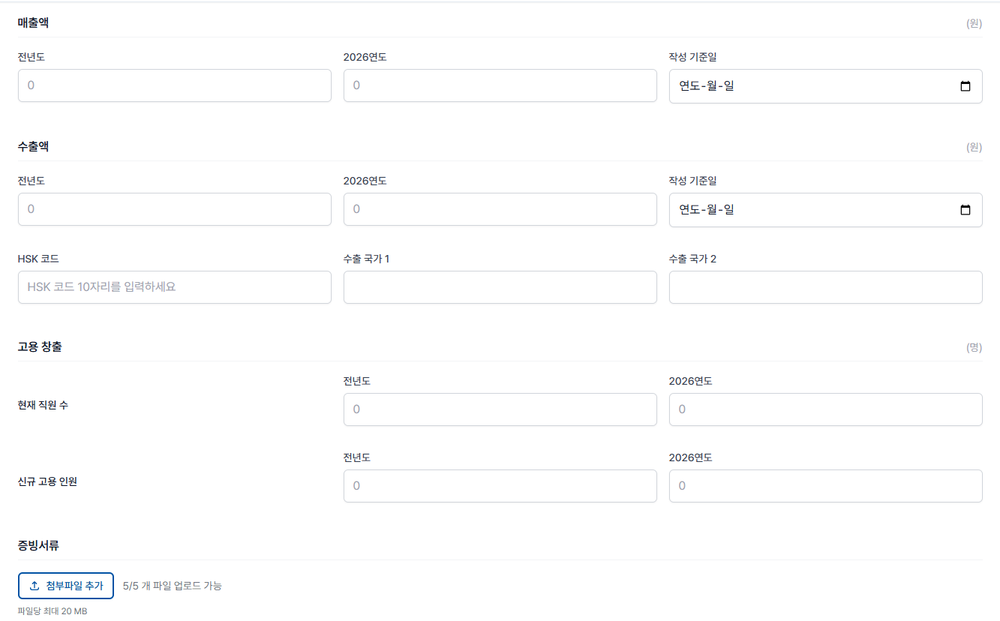 매출액 (원)
전년도 2026연도 작성 기준일
0 0 연도-월-일
수출액 (원)
전년도 2026연도 작성 기준일
0 0 연도-월-일
HSK 코드 수출 국가 1 수출 국가 2
HSK 코드 10자리를 입력하세요
고용 창출 (명)
전년도 2026연도
현재 직원 수
0 0
전년도 2026연도
신규 고용 인원
0 0
증빙서류
첨부파일 추가 5/5 개 파일 업로드 가능
파일당 최대 20 MB